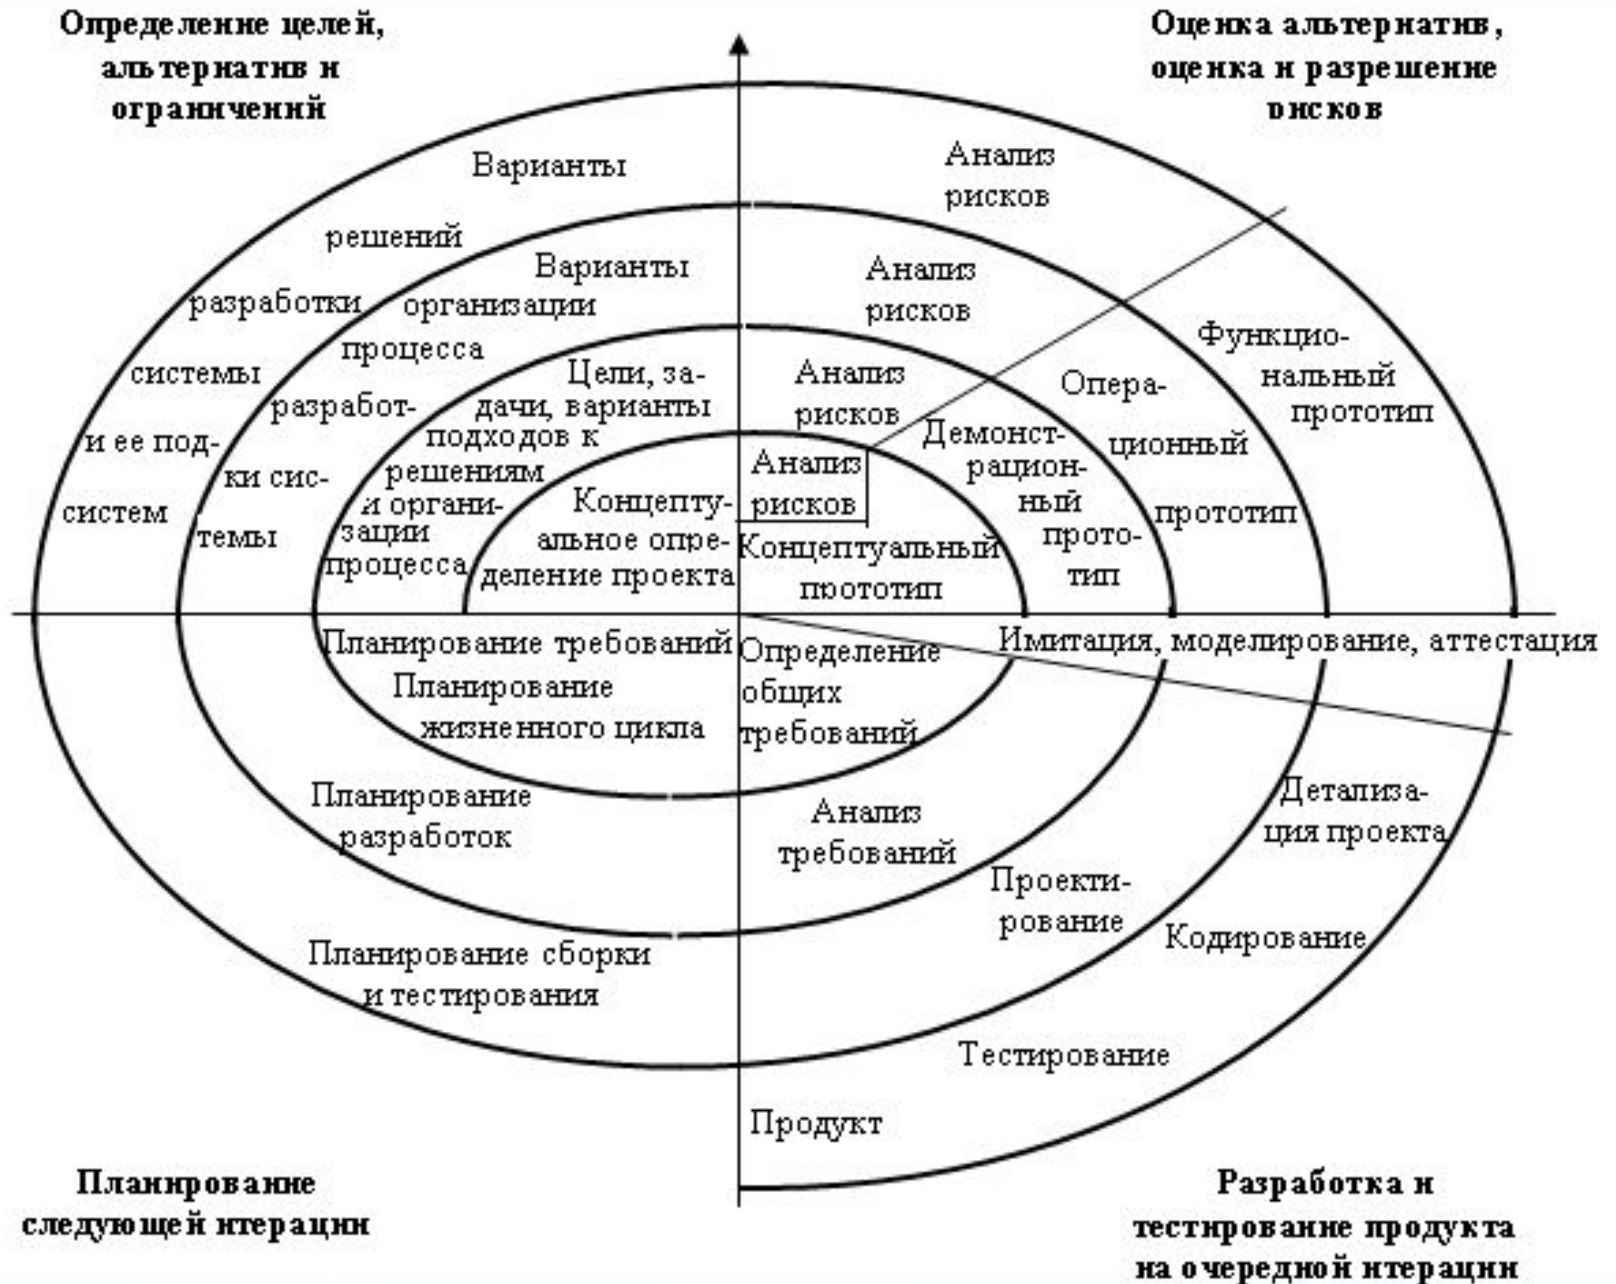 Определение целей,
альтернатив и
ограничений
Оценка альтернатив,
оценка и разрешение
рисков
Варианты
решений
разработки
системы
и ее под-
систем
Варианты
организации
процесса
разработ-
ки сис-
темы
Цели, за-
дачи, варианты
подходов к
решениям
и органи-
зации
процесса
Концепту-
альное опре-
деление проекта
Анализ
рисков
Анализ
рисков
Анализ
рисков
Анализ
рисков
Концептуальный
прототип
Демонст-
рацион-
ный
прото-
тип
Опера-
ционный
прототип
Функцио-
нальный
прототип
Имитация, моделирование, аттестация
Планирование требований
Планирование
жизненного цикла
Определение
общих
требований
Планирование
разработок
Анализ
требований
Планирование сборки
и тестирования
Проекти-
рование
Детализа-
ция проекта
Кодирование
Тестирование
Продукт
Планирование
следующей итерации
Разработка и
тестирование продукта
на очередной итерации